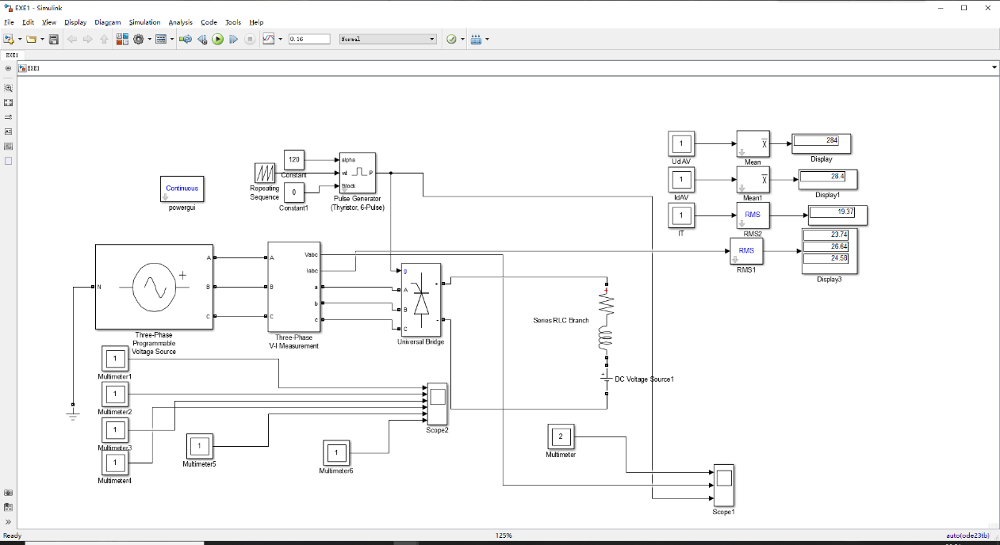 EXE1 - Simulink
File Edit View Display Diagram Simulation Analysis Code Tools Help
0.16 Normal
EXE1
EXE1
Continuous
powergui
Repeating
Sequence
120
Constant
0
Constant1
alpha
wt
Block
P
Pulse Generator
(Thyristor, 6-Pulse)
1
Ud AV
X
Mean
284
Display
1
IdAV
X
Mean1
28.4
Display1
1
IT
RMS
RMS2
19.37
RMS
RMS1
23.74
26.64
24.58
Display3
N
A
B
C
Three-Phase
Programmable
Voltage Source
A
B
C
Vabc
Iabc
a
b
c
Three-Phase
V-I Measurement
g
A
B
C
+
-
Universal Bridge
+
Series RLC Branch
+
DC Voltage Source1
1
Multimeter1
1
Multimeter2
1
Multimeter3
1
Multimeter4
1
Multimeter5
1
Multimeter6
Scope2
2
Multimeter
Scope1
Ready 125% auto(ode23tb)